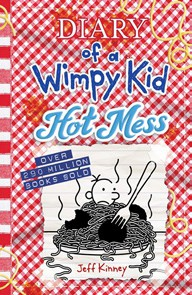 DIARY
of a
Wimpy Kid
Hot Mess
OVER
290 MILLION
BOOKS SOLD
Jeff Kinney